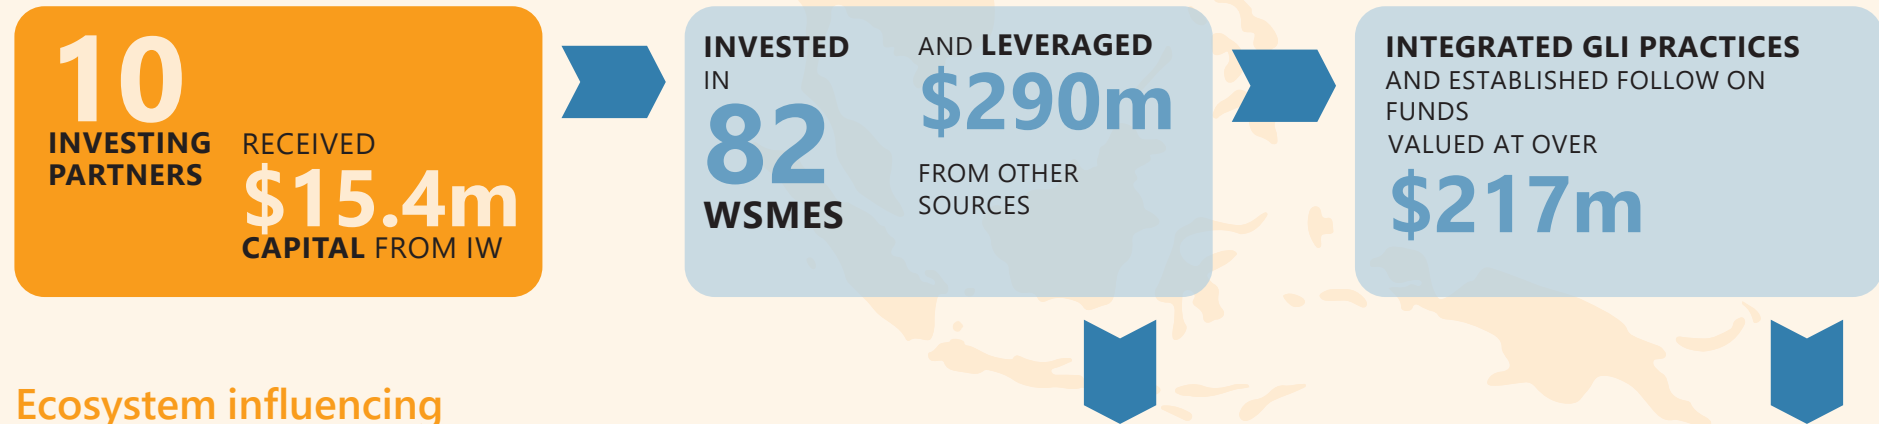 10
INVESTING
PARTNERS
RECEIVED
$15.4m
CAPITAL FROM IW
INVESTED
IN
82
WSMES
AND LEVERAGED
$290m
FROM OTHER
SOURCES
INTEGRATED GLI PRACTICES
AND ESTABLISHED FOLLOW ON
FUNDS
VALUED AT OVER
$217m
Ecosystem influencing